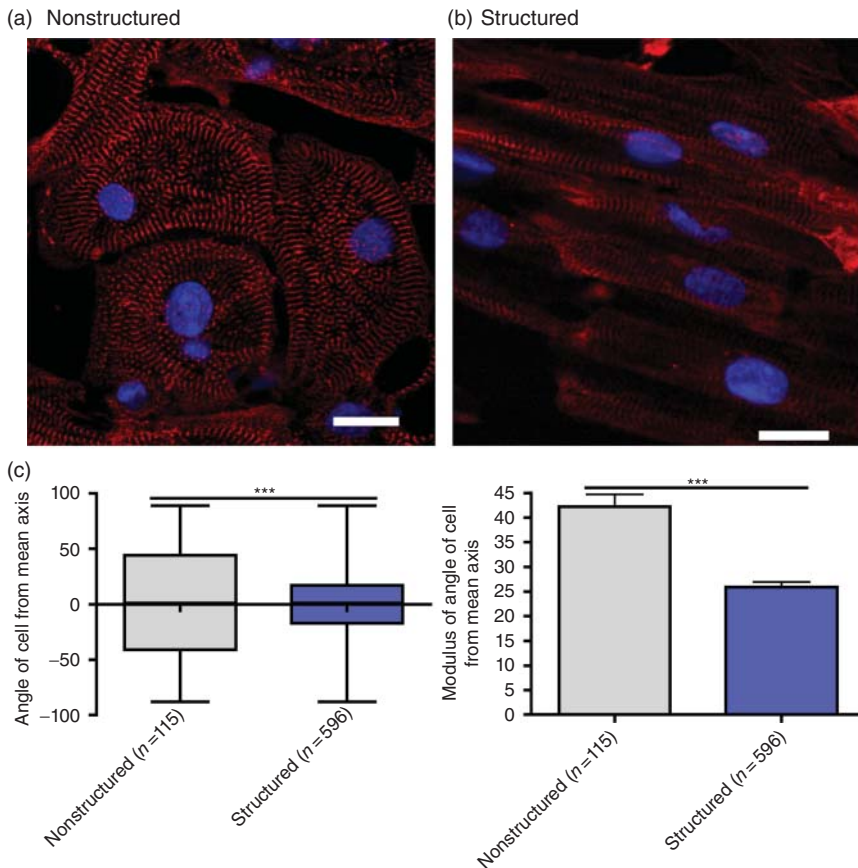 (a) Nonstructured
(b) Structured
(c)
Angle of cell from mean axis
100
50
0
−50
−100
***
Nonstructured (n =115)
Structured (n =596)
Modulus of angle of cell
from mean axis
45
40
35
30
25
20
15
10
5
0
***
Nonstructured (n =115)
Structured (n =596)